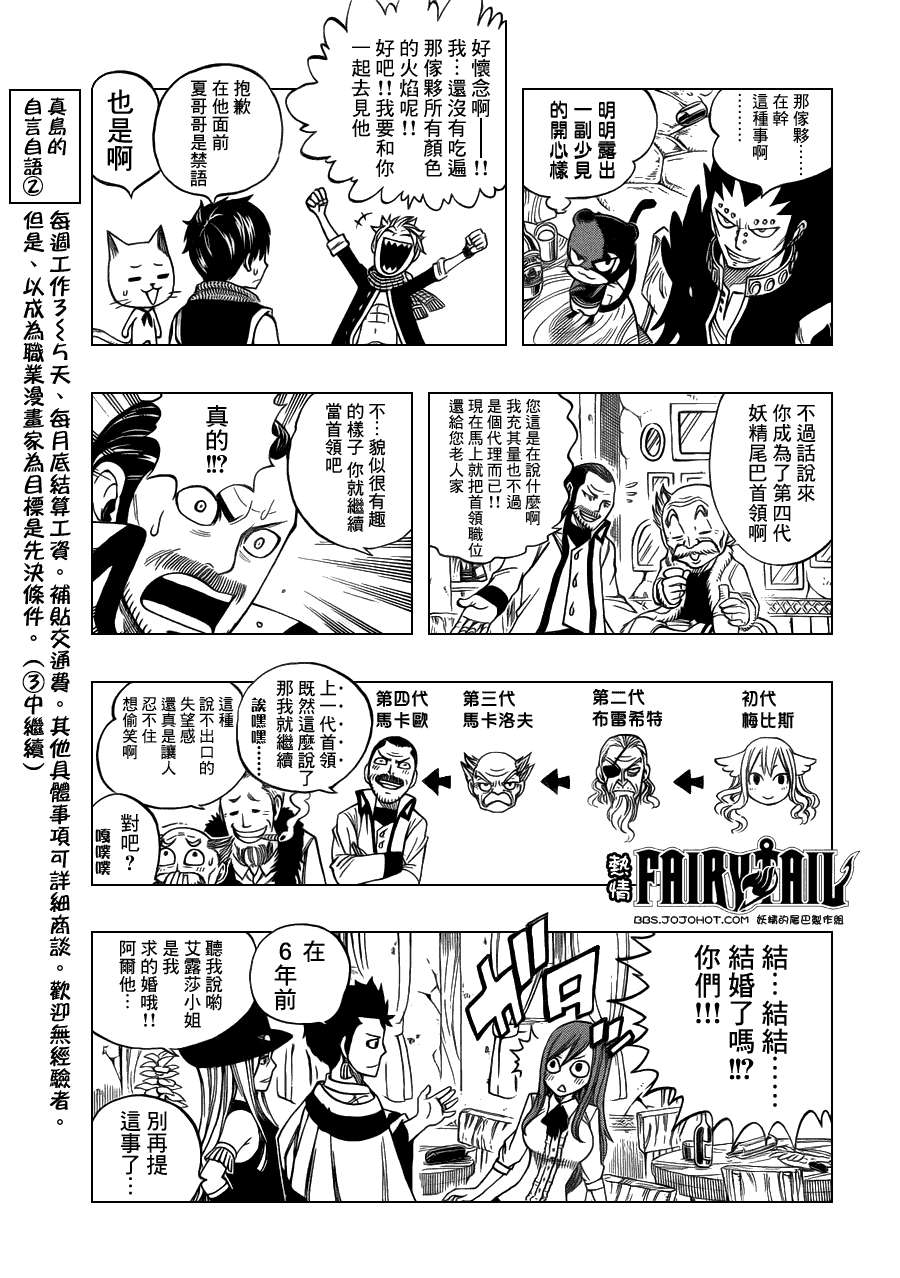 那傢夥……
在幹
這種事啊
………
明明露出
一副少見
的開心樣
好懷念啊——!!
我…還沒有吃遍
那傢夥所有顏色
的火焰呢!!
好吧!!我要和你
一起去見他
抱歉
在他面前
夏哥哥是禁語
也是啊
不過話說來
你成為了第四代
妖精尾巴首領啊
您這是在說什麼啊
我充其量也不過
是個代理而已!!
現在馬上就把首領職位
還給您老人家
不…貌似很有趣
的樣子 你就繼續
當首領吧
真的!!?
初代
梅比斯
第二代
布雷希特
第三代
馬卡洛夫
第四代
馬卡歐
上一代首領
既然這麼說了
那我就繼續
誒嘿嘿……
這種
說不出口的
失望感
還真是讓人
忍不住
想偷笑啊
對吧?
嘎噗噗
熱情
FAIRY TAIL
BBS.JOJOHOT.COM 妖精的尾巴製作組
結…結結……
結婚了嗎!!?
你們!!!
ガロ
在
6年前
聽我說喲
艾露莎小姐
是我
求的婚哦!!
阿爾他…
別再提
這事了…
真島的
自言自語②
每週工作3~5天、每月底結算工資。補貼交通費。其他具體事項可詳細商談。歡迎無經驗者。
但是、以成為職業漫畫家為目標是先決條件。(③中繼續)